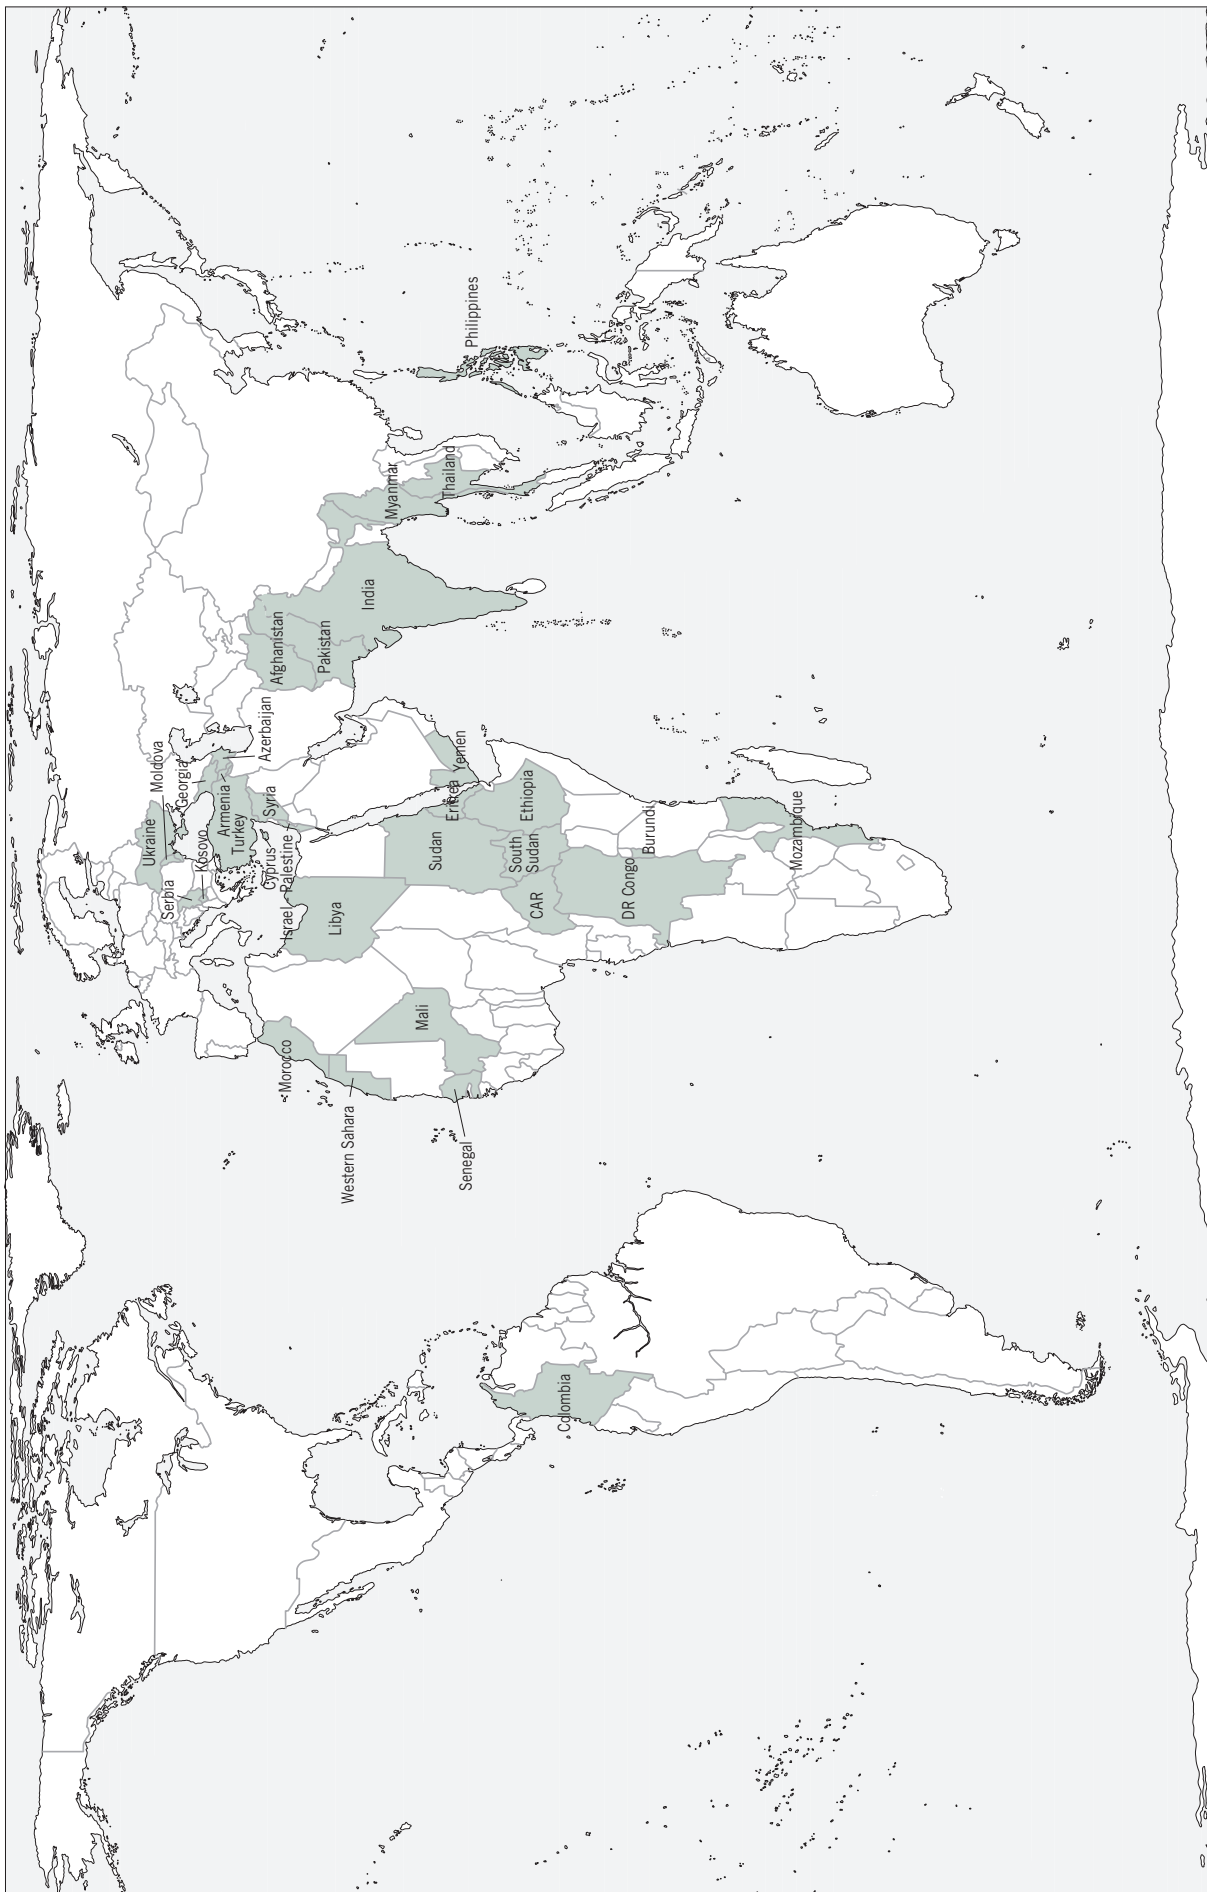 Ukraine
Moldova
Serbia
Kosovo
Georgia
Armenia
Turkey
Azerbaijan
Cyprus
Syria
Israel
Palestine
Morocco
Libya
Afghanistan
Pakistan
India
Western Sahara
Myanmar
Mali
Sudan
Eritrea
Yemen
Thailand
Senegal
Philippines
CAR
South
Sudan
Ethiopia
Colombia
DR Congo
Burundi
Mozambique